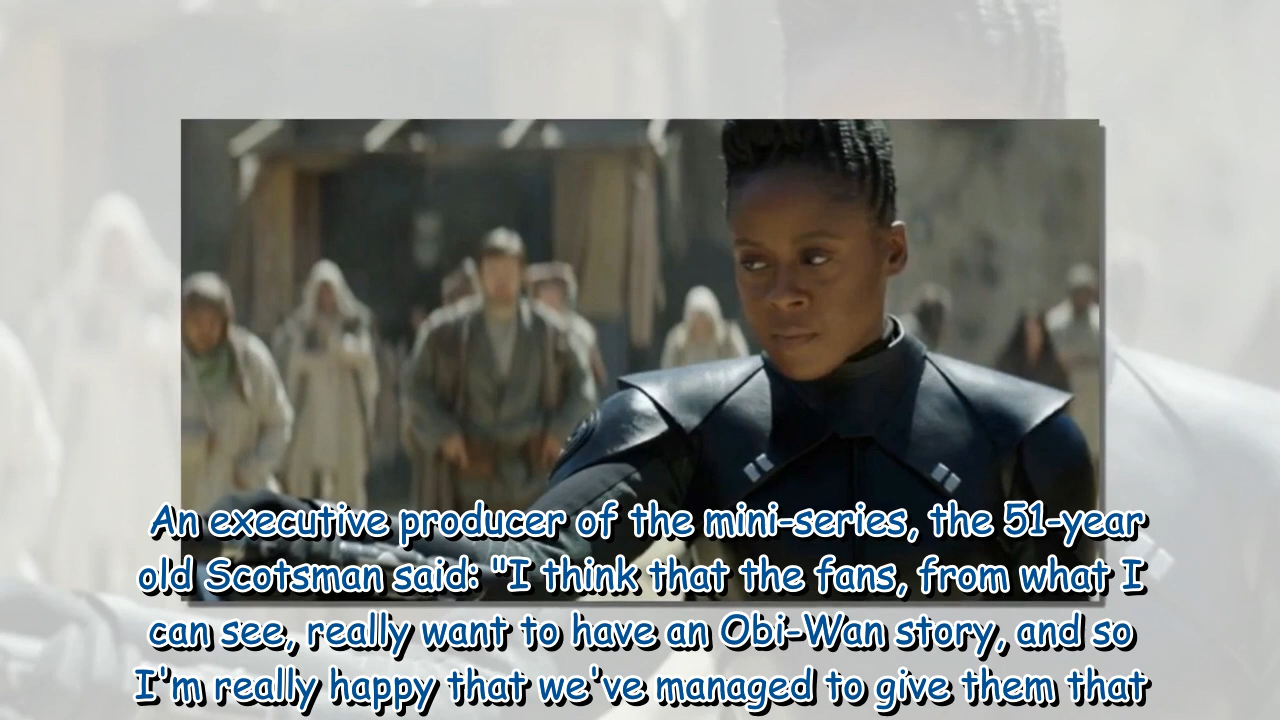 An executive producer of the mini-series, the 51-year
old Scotsman said: "I think that the fans, from what I
can see, really want to have an Obi-Wan story, and so
I'm really happy that we've managed to give them that